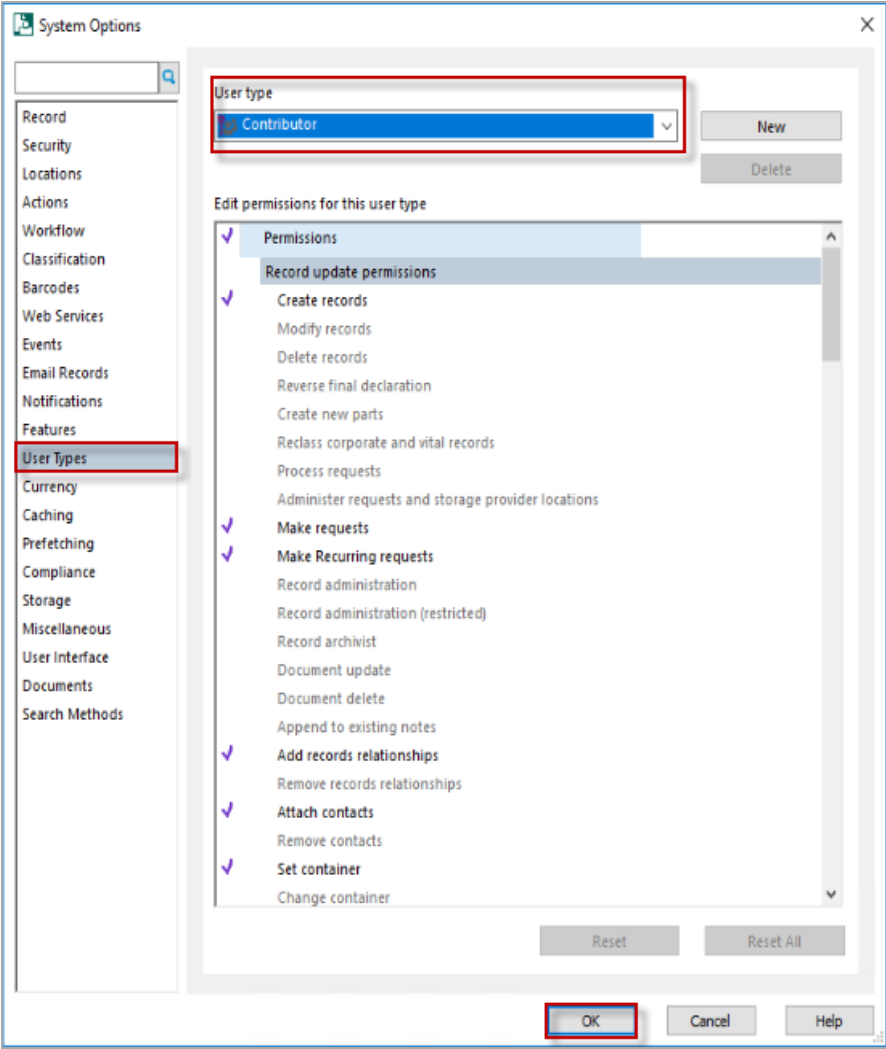 System Options
Record
Security
Locations
Actions
Workflow
Classification
Barcodes
Web Services
Events
Email Records
Notifications
Features
User Types
Currency
Caching
Prefetching
Compliance
Storage
Miscellaneous
User Interface
Documents
Search Methods
User type
Contributor
New
Delete
Edit permissions for this user type
Permissions
Record update permissions
Create records
Modify records
Delete records
Reverse final declaration
Create new parts
Reclass corporate and vital records
Process requests
Administer requests and storage provider locations
Make requests
Make Recurring requests
Record administration
Record administration (restricted)
Record archivist
Document update
Document delete
Append to existing notes
Add records relationships
Remove records relationships
Attach contacts
Remove contacts
Set container
Change container
Reset
Reset All
OK
Cancel
Help